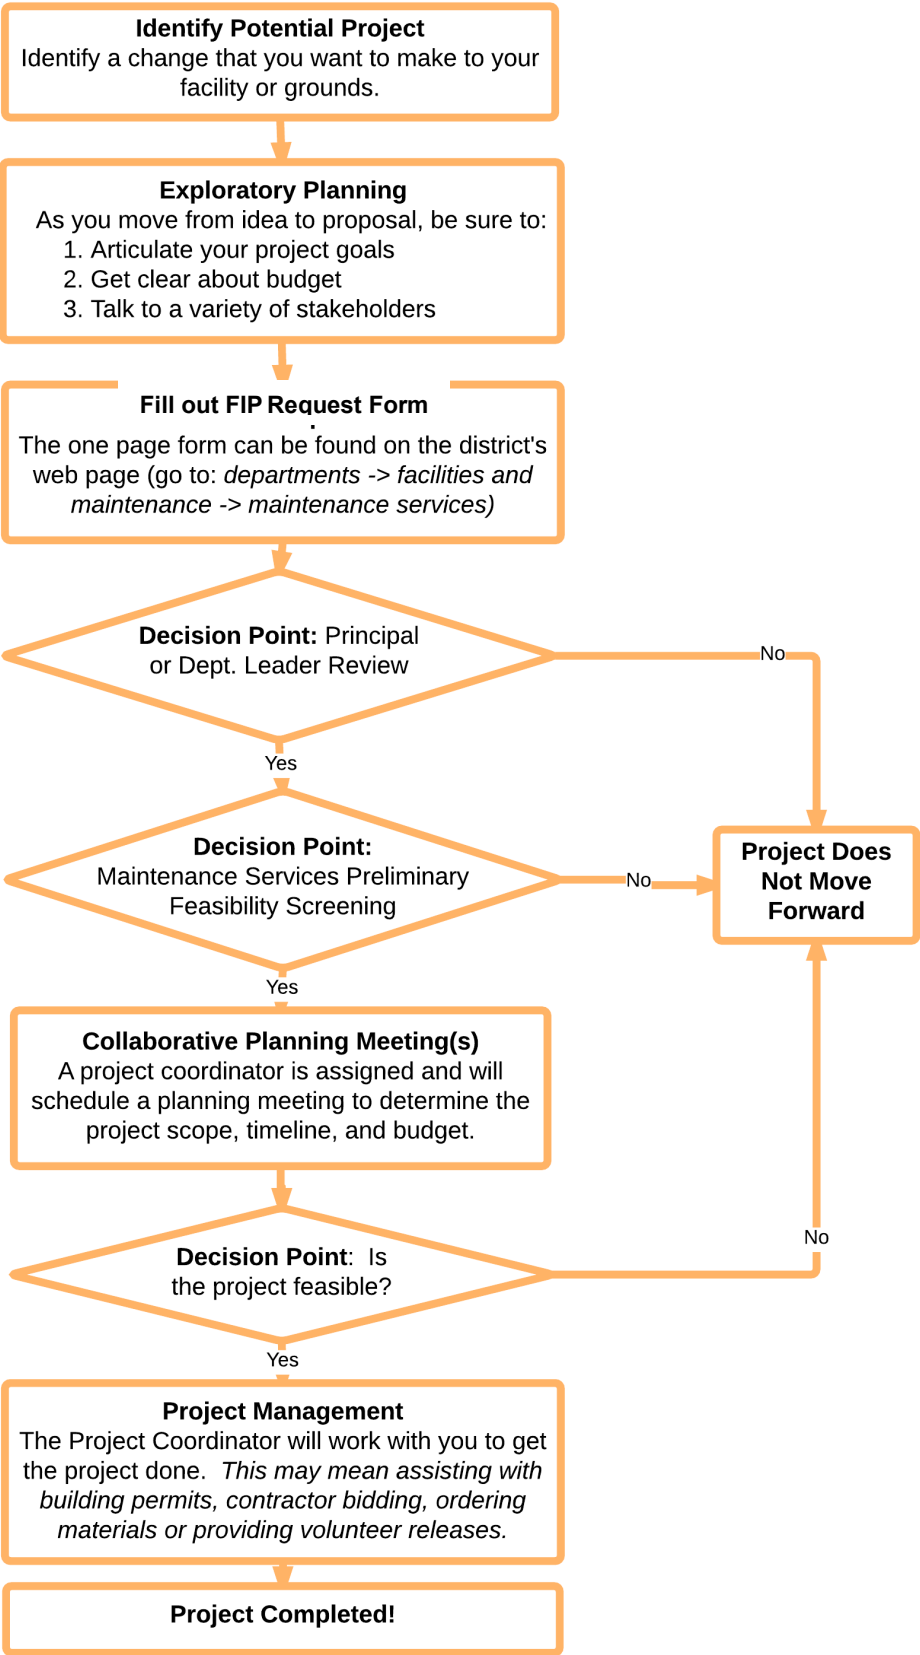 Identify Potential Project
Identify a change that you want to make to your
facility or grounds.
Exploratory Planning
As you move from idea to proposal, be sure to:
1. Articulate your project goals
2. Get clear about budget
3. Talk to a variety of stakeholders
Fill out FIP Request Form
The one page form can be found on the district's
web page (go to: departments -> facilities and
maintenance -> maintenance services)
Decision Point: Principal
or Dept. Leader Review
No
Yes
Decision Point:
Maintenance Services Preliminary
Feasibility Screening
No
Project Does
Not Move
Forward
Yes
Collaborative Planning Meeting(s)
A project coordinator is assigned and will
schedule a planning meeting to determine the
project scope, timeline, and budget.
Decision Point:  Is
the project feasible?
No
Yes
Project Management
The Project Coordinator will work with you to get
the project done.  This may mean assisting with
building permits, contractor bidding, ordering
materials or providing volunteer releases.
Project Completed!